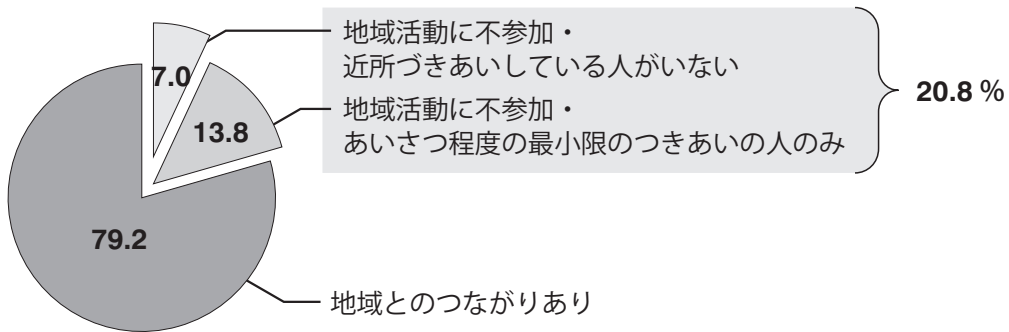 地域活動に不参加・
近所づきあいしている人がいない
7.0
地域活動に不参加・
あいさつ程度の最小限のつきあいの人のみ
13.8
20.8 %
79.2
地域とのつながりあり